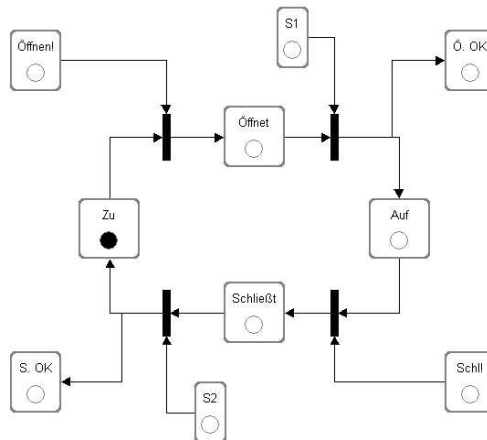 Öffnen!
S1
Ö. OK
Öffnet
Zu
Auf
Schließt
S. OK
S2
Schl!